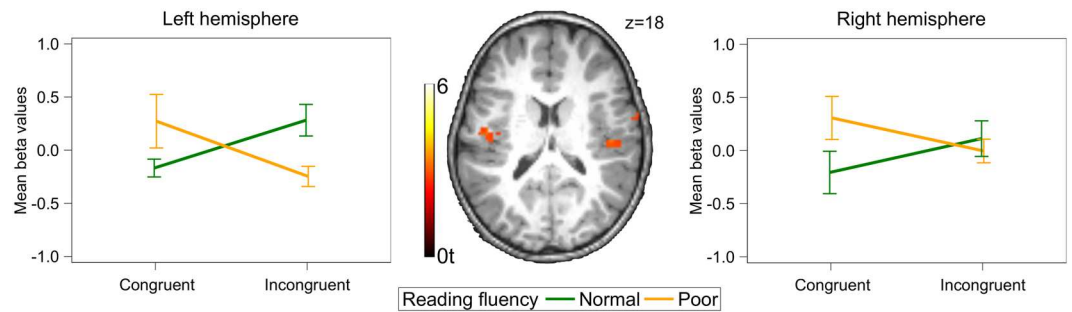 Left hemisphere
1.0
0.5
0.0
-0.5
-1.0
Mean beta values
Congruent
Incongruent
z=18
6
0t
Right hemisphere
1.0
0.5
0.0
-0.5
-1.0
Mean beta values
Congruent
Incongruent
Reading fluency Normal Poor